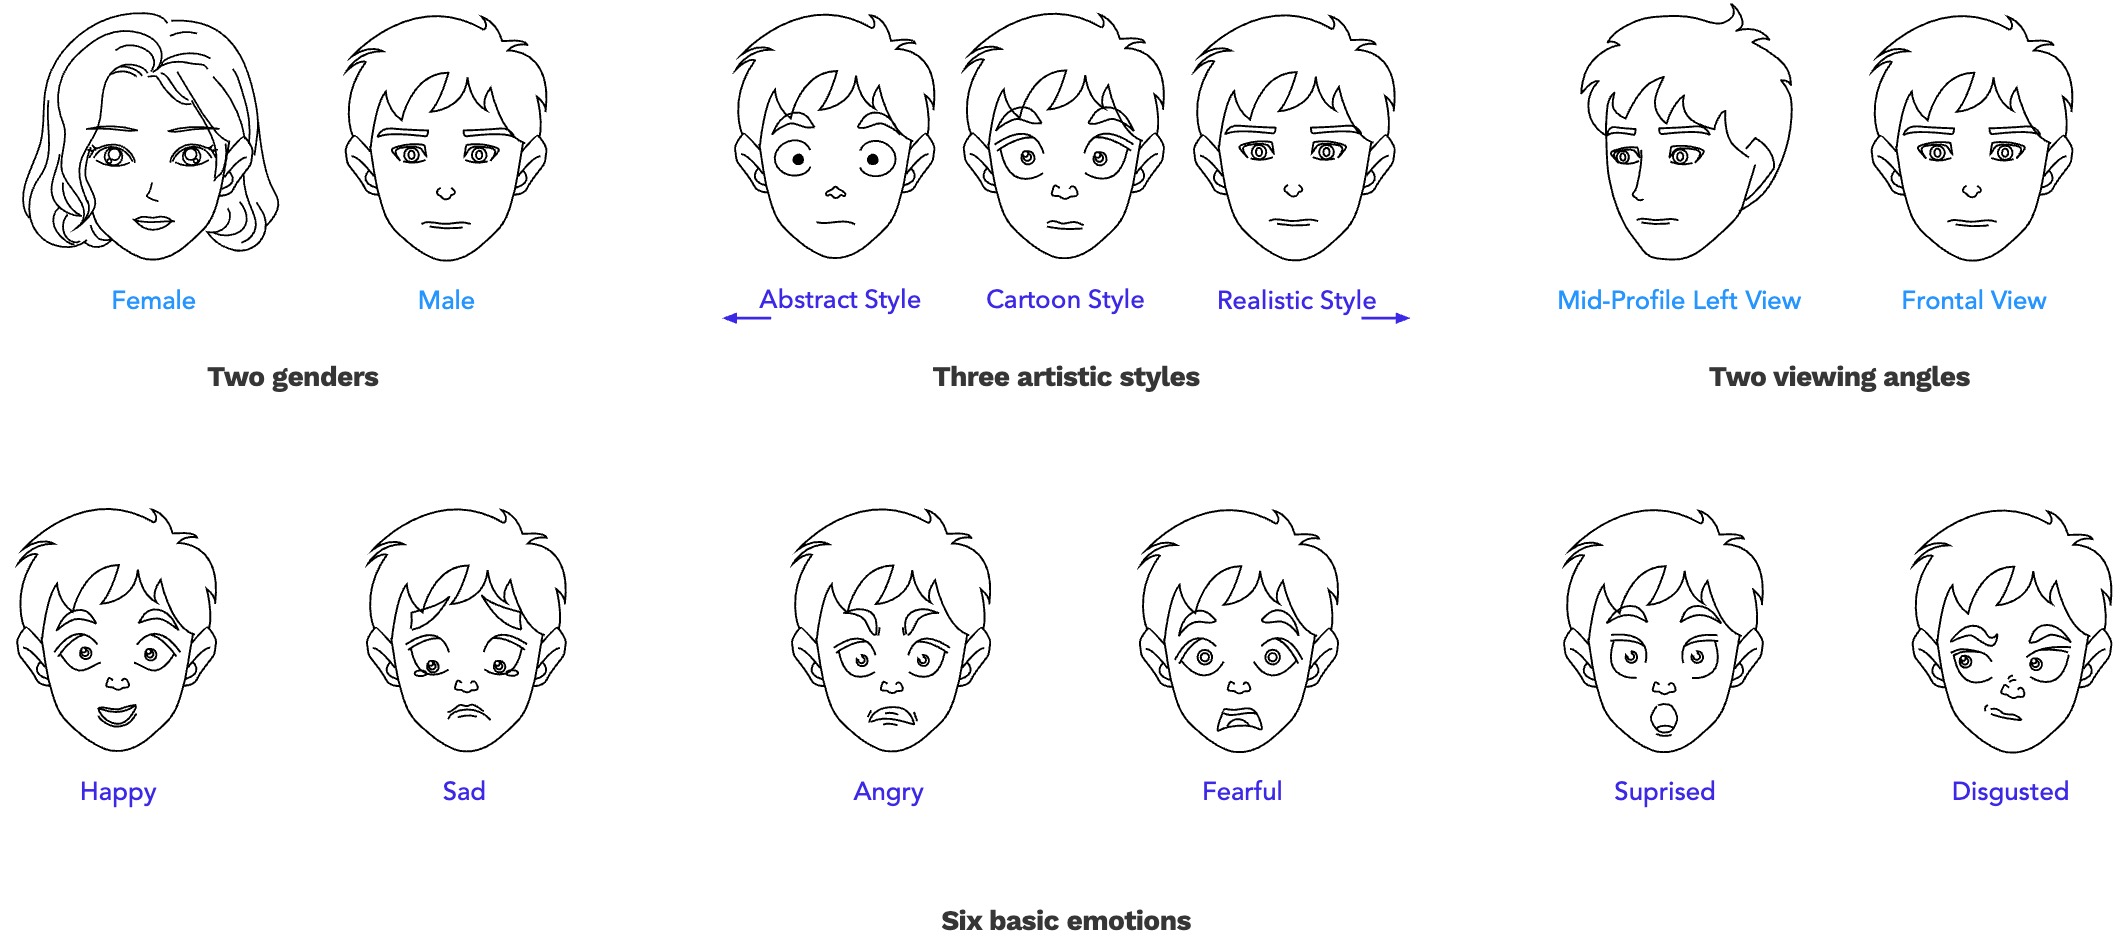 Female
Male
Two genders
Abstract Style
Cartoon Style
Realistic Style
Three artistic styles
Mid-Profile Left View
Frontal View
Two viewing angles
Happy
Sad
Angry
Fearful
Suprised
Disgusted
Six basic emotions